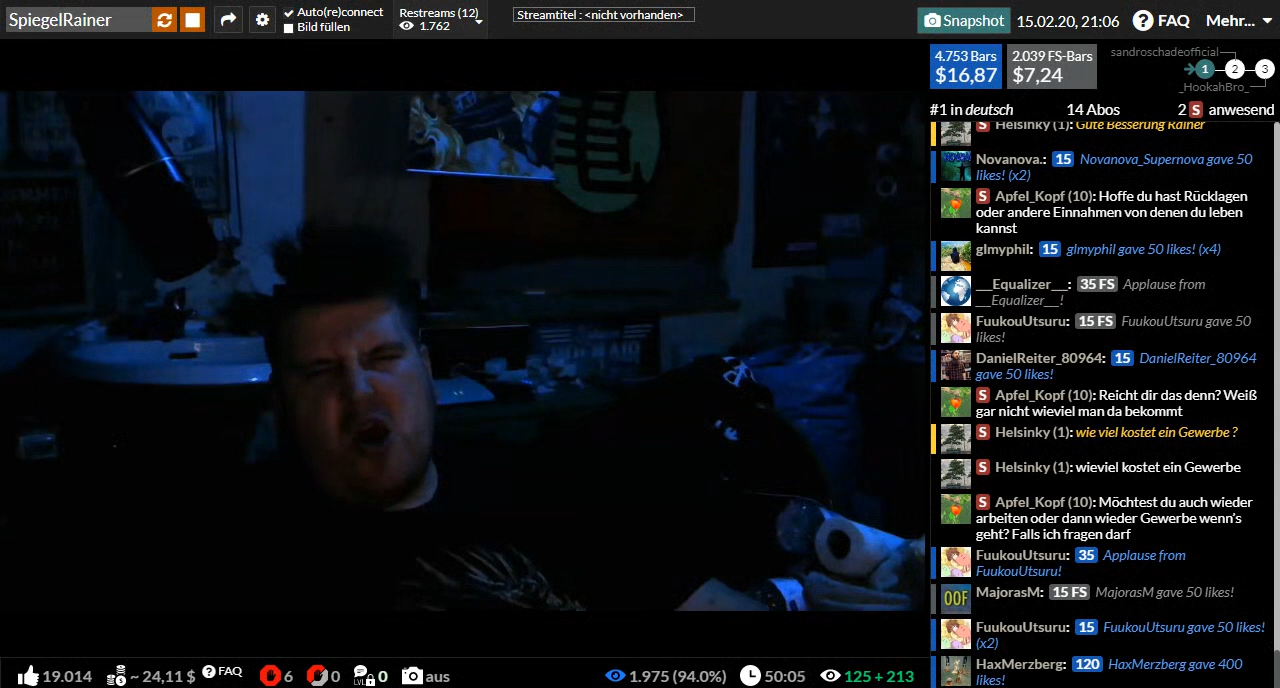 SpiegelRainer
Auto(re)connect
Bild füllen
Restreams (12)
1.762
Streamtitel : <nicht vorhanden>
Snapshot
15.02.20, 21:06
? FAQ
Mehr...
4.753 Bars
$16,87
2.039 FS-Bars
$7,24
sandroschadeofficial
1 2 3
_HookahBro_
#1 in deutsch
14 Abos
2 S anwesend
S Helsinky (1): Gute Besserung Rainer
Novanova.: 15 Novanova_Supernova gave 50
likes! (x2)
S Apfel_Kopf (10): Hoffe du hast Rücklagen
oder andere Einnahmen von denen du leben
kannst
glmyphil: 15 glmyphil gave 50 likes! (x4)
___Equalizer___: 35 FS Applause from
___Equalizer___!
FuukouUtsuru: 15 FS FuukouUtsuru gave 50
likes!
DanielReiter_80964: 15 DanielReiter_80964
gave 50 likes!
S Apfel_Kopf (10): Reicht dir das denn? Weiß
gar nicht wieviel man da bekommt
S Helsinky (1): wie viel kostet ein Gewerbe ?
S Helsinky (1): wieviel kostet ein Gewerbe
S Apfel_Kopf (10): Möchtest du auch wieder
arbeiten oder dann wieder Gewerbe wenn's
geht? Falls ich fragen darf
FuukouUtsuru: 35 Applause from
FuukouUtsuru!
OOF
MajorasM: 15 FS MajorasM gave 50 likes!
FuukouUtsuru: 15 FuukouUtsuru gave 50 likes!
(x2)
HaxMerzberg: 120 HaxMerzberg gave 400
likes!
19.014
~ 24,11 $
? FAQ
6
0
LVL
0
aus
1.975 (94.0%)
50:05
125 + 213